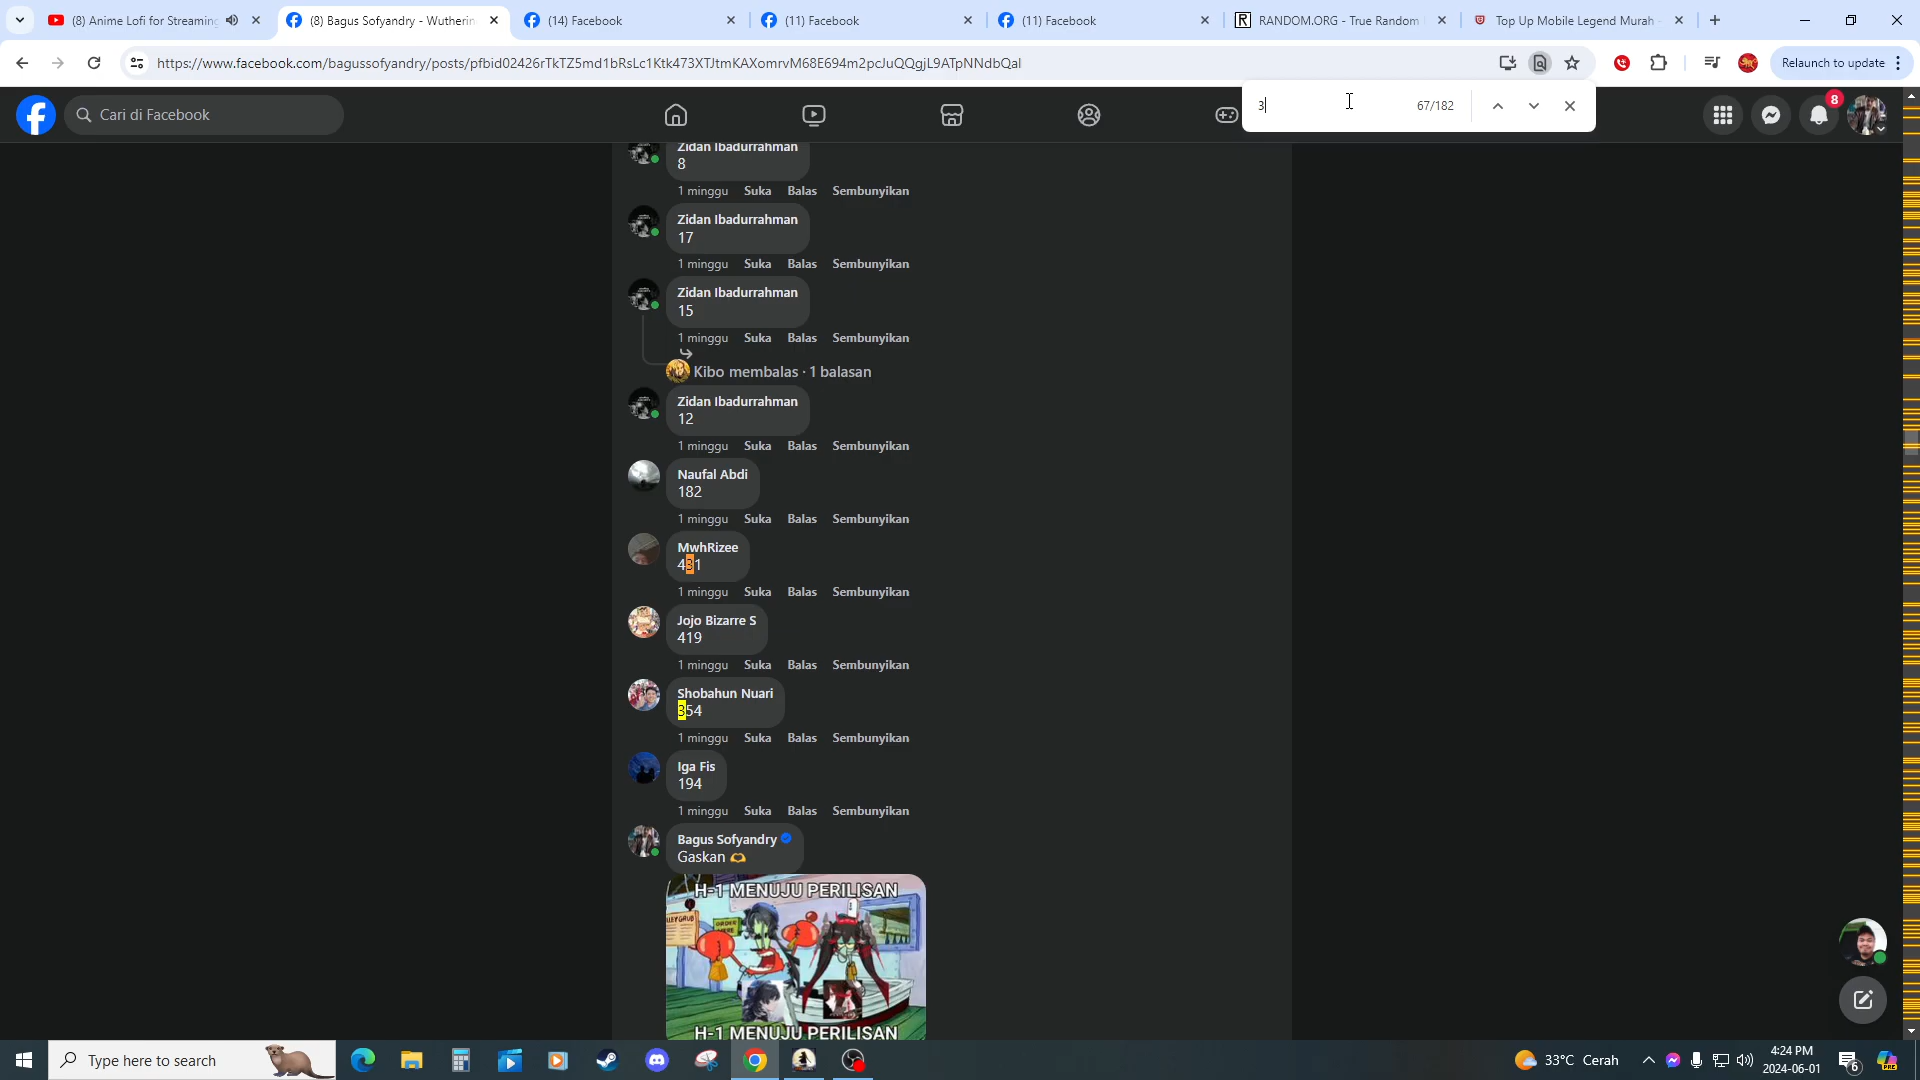 (8) Anime Lofi for Streaming
(8) Bagus Sofyandry - Wutherin
(14) Facebook
(11) Facebook
(11) Facebook
RANDOM.ORG - True Random
Top Up Mobile Legend Murah -
https://www.facebook.com/bagussofyandry/posts/pfbid02426rTkTZ5md1bRsLc1Ktk473XTJtmKAXomrvM68E694m2pcJuQQgjL9ATpNNdbQal
Relaunch to update
3
67/182
Cari di Facebook
8
Zidan Ibadurrahman
8
1 minggu Suka Balas Sembunyikan
Zidan Ibadurrahman
17
1 minggu Suka Balas Sembunyikan
Zidan Ibadurrahman
15
1 minggu Suka Balas Sembunyikan
Kibo membalas · 1 balasan
Zidan Ibadurrahman
12
1 minggu Suka Balas Sembunyikan
Naufal Abdi
182
1 minggu Suka Balas Sembunyikan
MwhRizee
431
1 minggu Suka Balas Sembunyikan
Jojo Bizarre S
419
1 minggu Suka Balas Sembunyikan
Shobahun Nuari
354
1 minggu Suka Balas Sembunyikan
Iga Fis
194
1 minggu Suka Balas Sembunyikan
Bagus Sofyandry
Gaskan
H-1 MENUJU PERILISAN
H-1 MENUJU PERILISAN
Type here to search
33°C Cerah
4:24 PM
2024-06-01
6
PRE